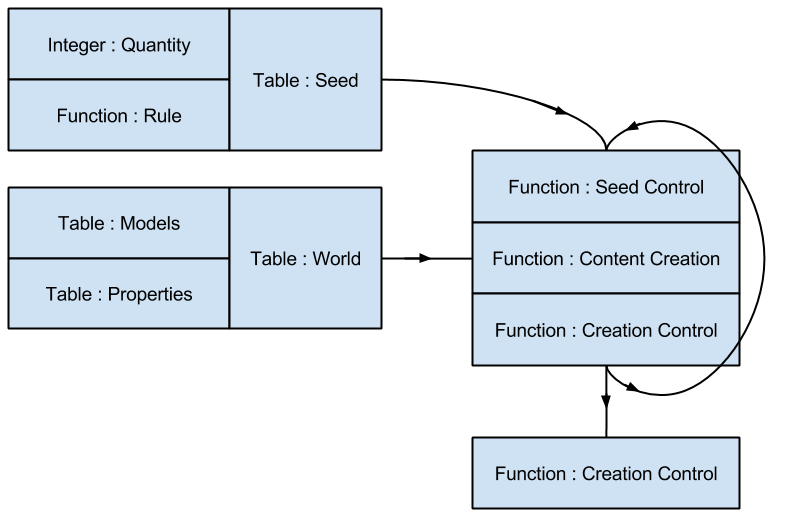 Integer : Quantity
Function : Rule
Table : Seed
Table : Models
Table : Properties
Table : World
Function : Seed Control
Function : Content Creation
Function : Creation Control
Function : Creation Control